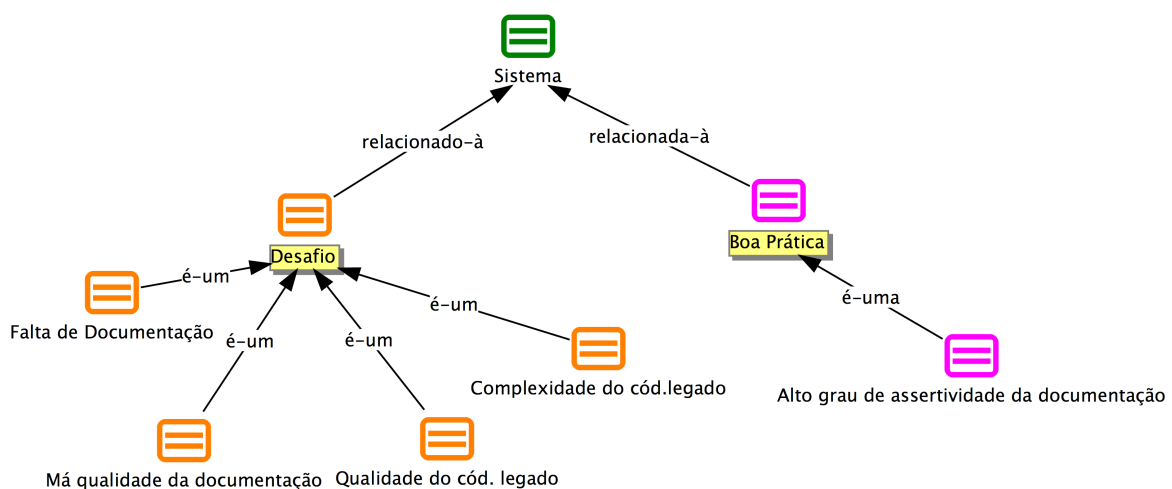 Sistema
relacionado-à
relacionada-à
Desafio
Boa Prática
é-um
é-um
é-um
é-um
é-uma
Falta de Documentação
Complexidade do cód.legado
Alto grau de assertividade da documentação
Má qualidade da documentação
Qualidade do cód. legado